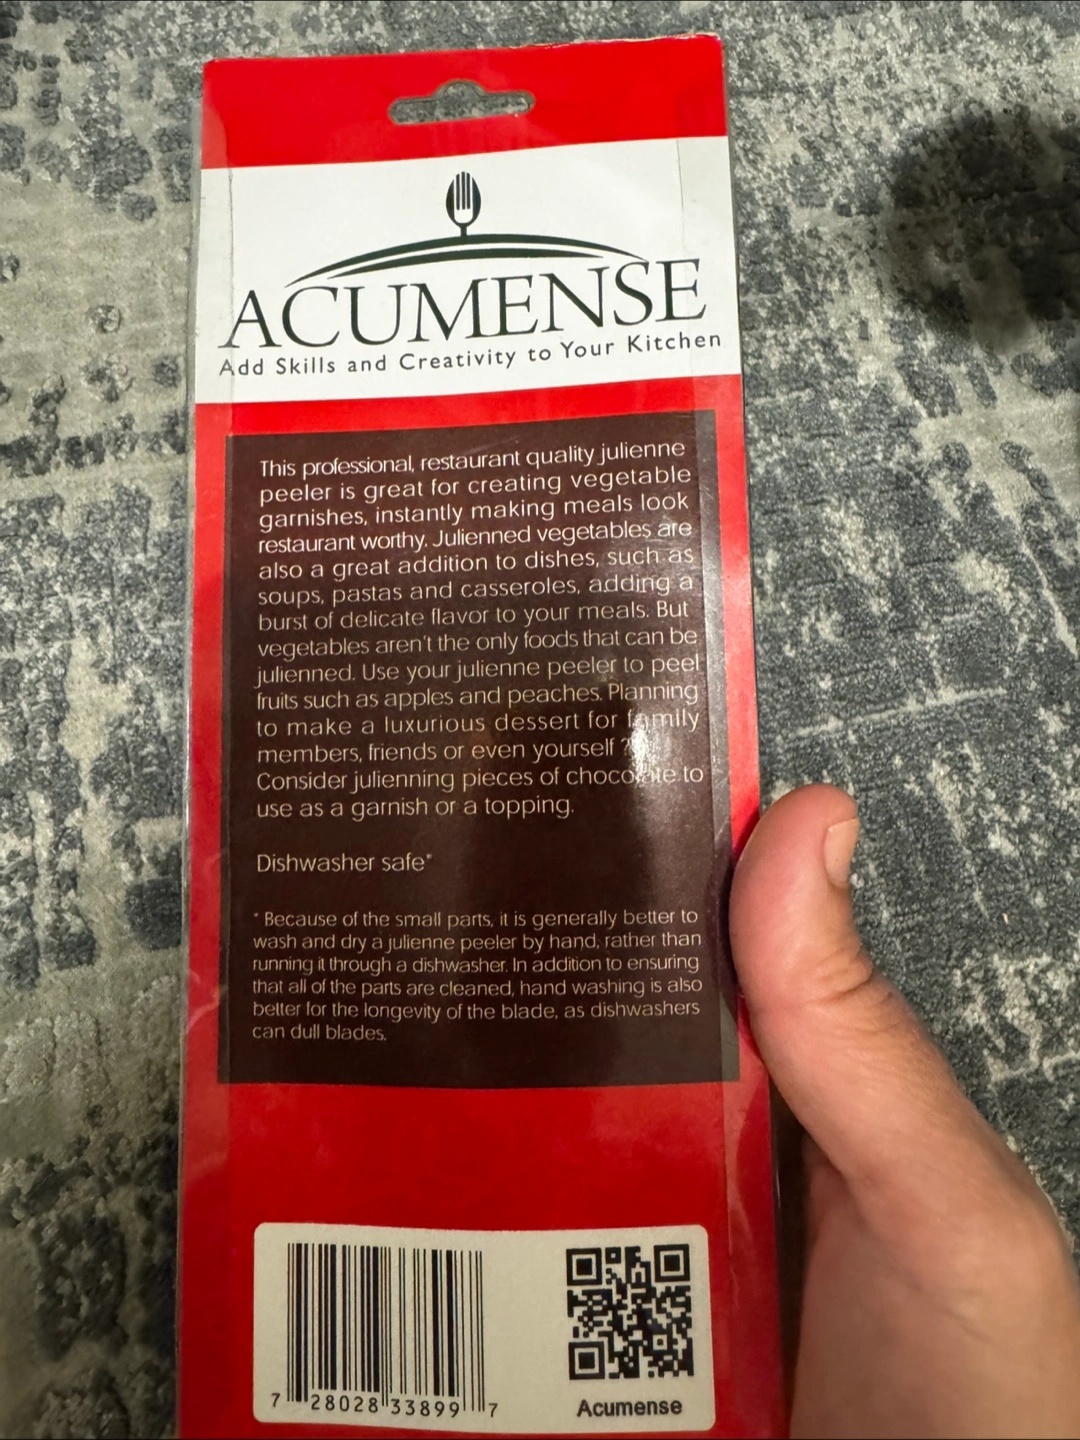 ACUMENSE
Add Skills and Creativity to Your Kitchen
This professional, restaurant quality julienne
peeler is great for creating vegetable
garnishes, instantly making meals look
restaurant worthy. Julienned vegetables are
also a great addition to dishes, such as
soups, pastas and casseroles, adding a
burst of delicate flavor to your meals. But
vegetables aren't the only foods that can be
julienned. Use your julienne peeler to peel
fruits such as apples and peaches. Planning
to make a luxurious dessert for family
members, friends or even yourself ?
Consider julienning pieces of chocolate to
use as a garnish or a topping.
Dishwasher safe*
* Because of the small parts, it is generally better to
wash and dry a julienne peeler by hand, rather than
running it through a dishwasher. In addition to ensuring
that all of the parts are cleaned, hand washing is also
better for the longevity of the blade, as dishwashers
can dull blades.
7 28028 33899 7
Acumense